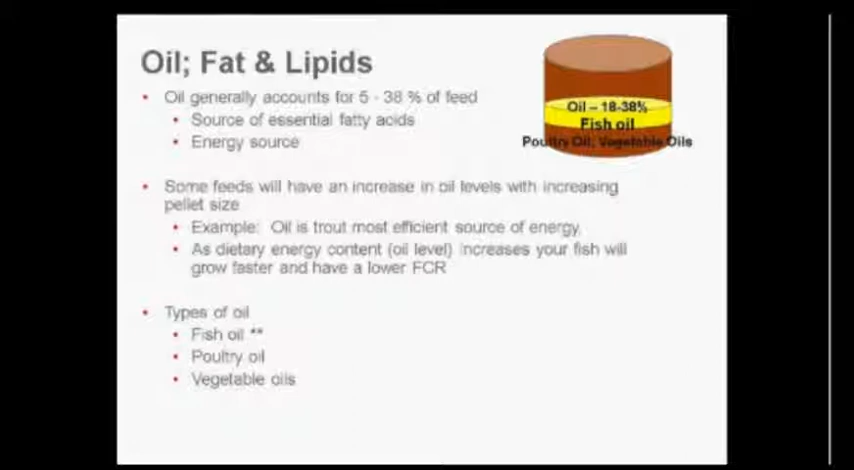 Oil; Fat & Lipids
Oil generally accounts for 5 - 38 % of feed
Source of essential fatty acids
Energy source
Some feeds will have an increase in oil levels with increasing
pellet size
Example: Oil is trout most efficient source of energy
As dietary energy content (oil level) increases your fish will
grow faster and have a lower FCR
Types of oil
Fish oil **
Poultry oil
Vegetable oils
Oil – 18-38%
Fish oil
Poultry Oil; Vegetable Oils